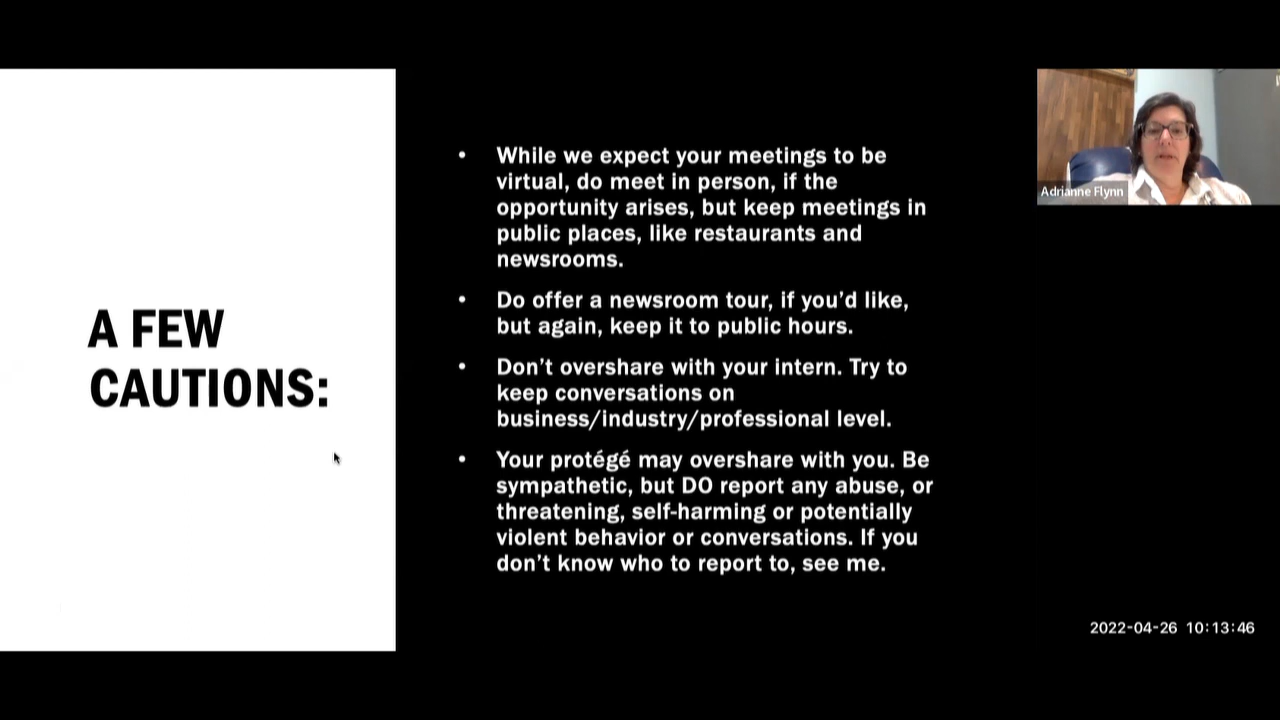 A FEW
CAUTIONS:
• While we expect your meetings to be
virtual, do meet in person, if the
opportunity arises, but keep meetings in
public places, like restaurants and
newsrooms.
• Do offer a newsroom tour, if you’d like,
but again, keep it to public hours.
• Don’t overshare with your intern. Try to
keep conversations on
business/industry/professional level.
• Your protégé may overshare with you. Be
sympathetic, but DO report any abuse, or
threatening, self-harming or potentially
violent behavior or conversations. If you
don’t know who to report to, see me.
Adrianne Flynn
2022-04-26 10:13:46